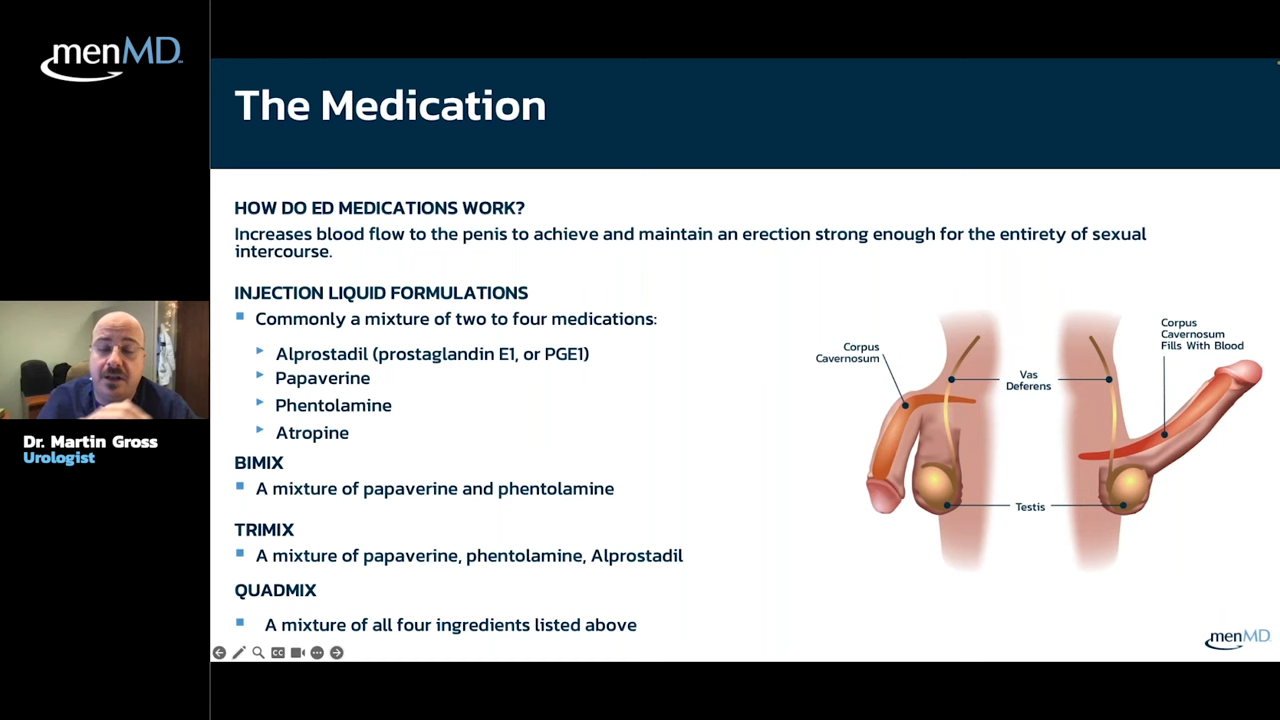 menMD
The Medication
HOW DO ED MEDICATIONS WORK?
Increases blood flow to the penis to achieve and maintain an erection strong enough for the entirety of sexual
intercourse.
INJECTION LIQUID FORMULATIONS
Commonly a mixture of two to four medications:
Alprostadil (prostaglandin E1, or PGE1)
Papaverine
Phentolamine
Atropine
BIMIX
A mixture of papaverine and phentolamine
TRIMIX
A mixture of papaverine, phentolamine, Alprostadil
QUADMIX
A mixture of all four ingredients listed above
Corpus
Cavernosum
Vas
Deferens
Corpus
Cavernosum
Fills With Blood
Testis
Dr. Martin Gross
Urologist
CC
menMD